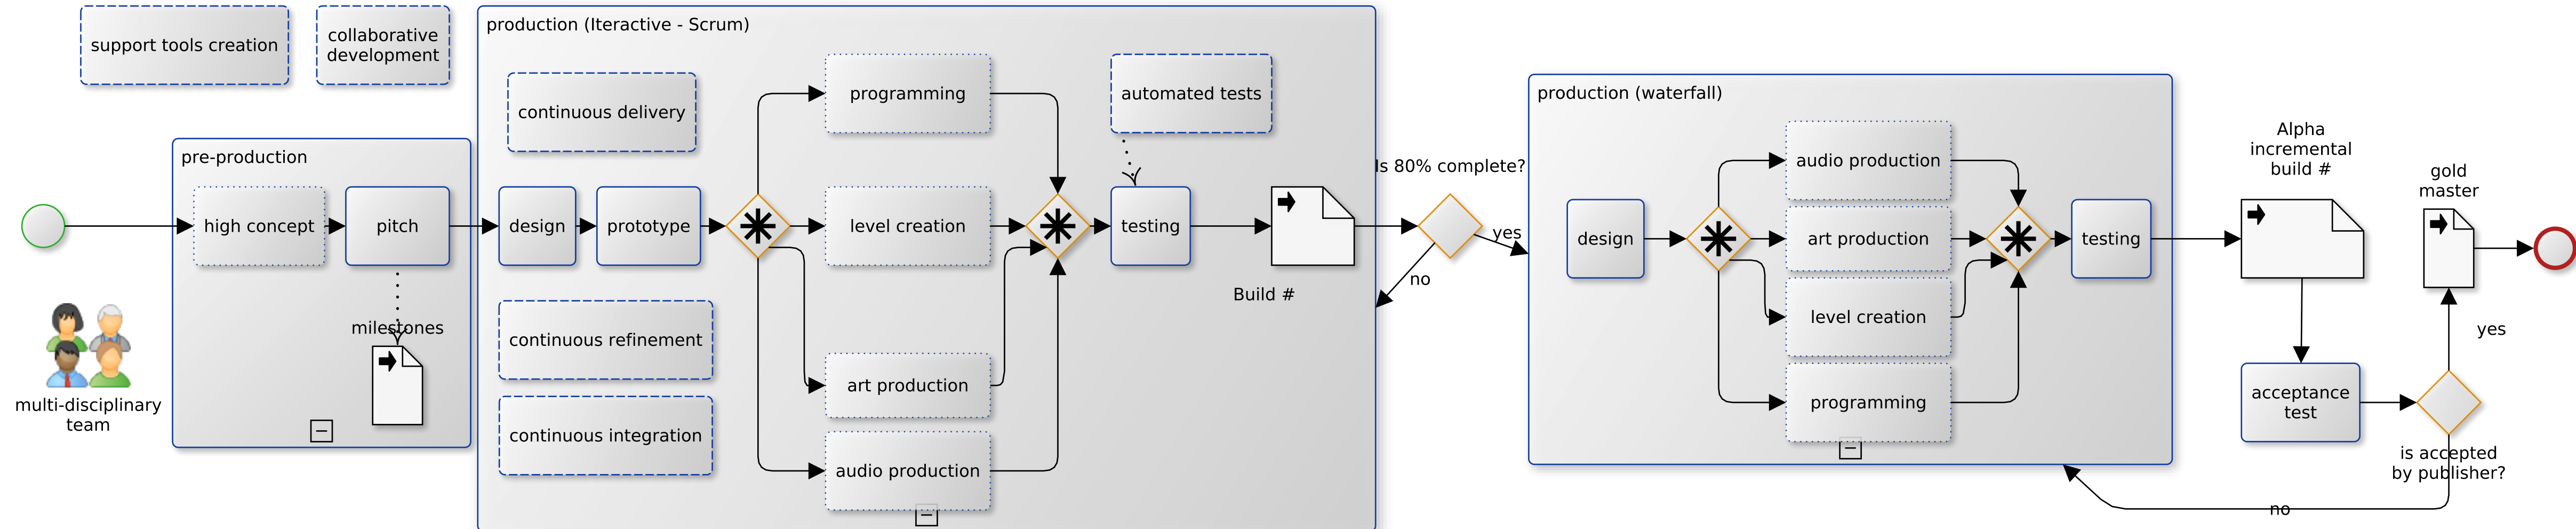 support tools creation
collaborative
development
multi-disciplinary
team
pre-production
high concept
pitch
milestones
production (Iteractive - Scrum)
continuous delivery
design
prototype
continuous refinement
continuous integration
programming
level creation
art production
audio production
automated tests
testing
Build #
Is 80% complete?
yes
no
production (waterfall)
design
audio production
art production
level creation
programming
testing
Alpha
incremental
build #
acceptance
test
gold
master
yes
is accepted
by publisher?
no